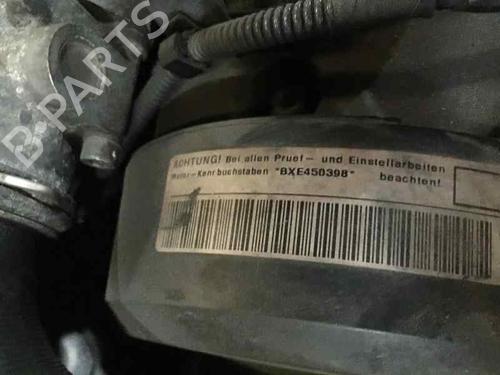 B-PARTS
ACHTUNG! Bei allen Pruef- und Einstellarbeiten
Motor-Kennbuchstaben "BXE450398" beachten!